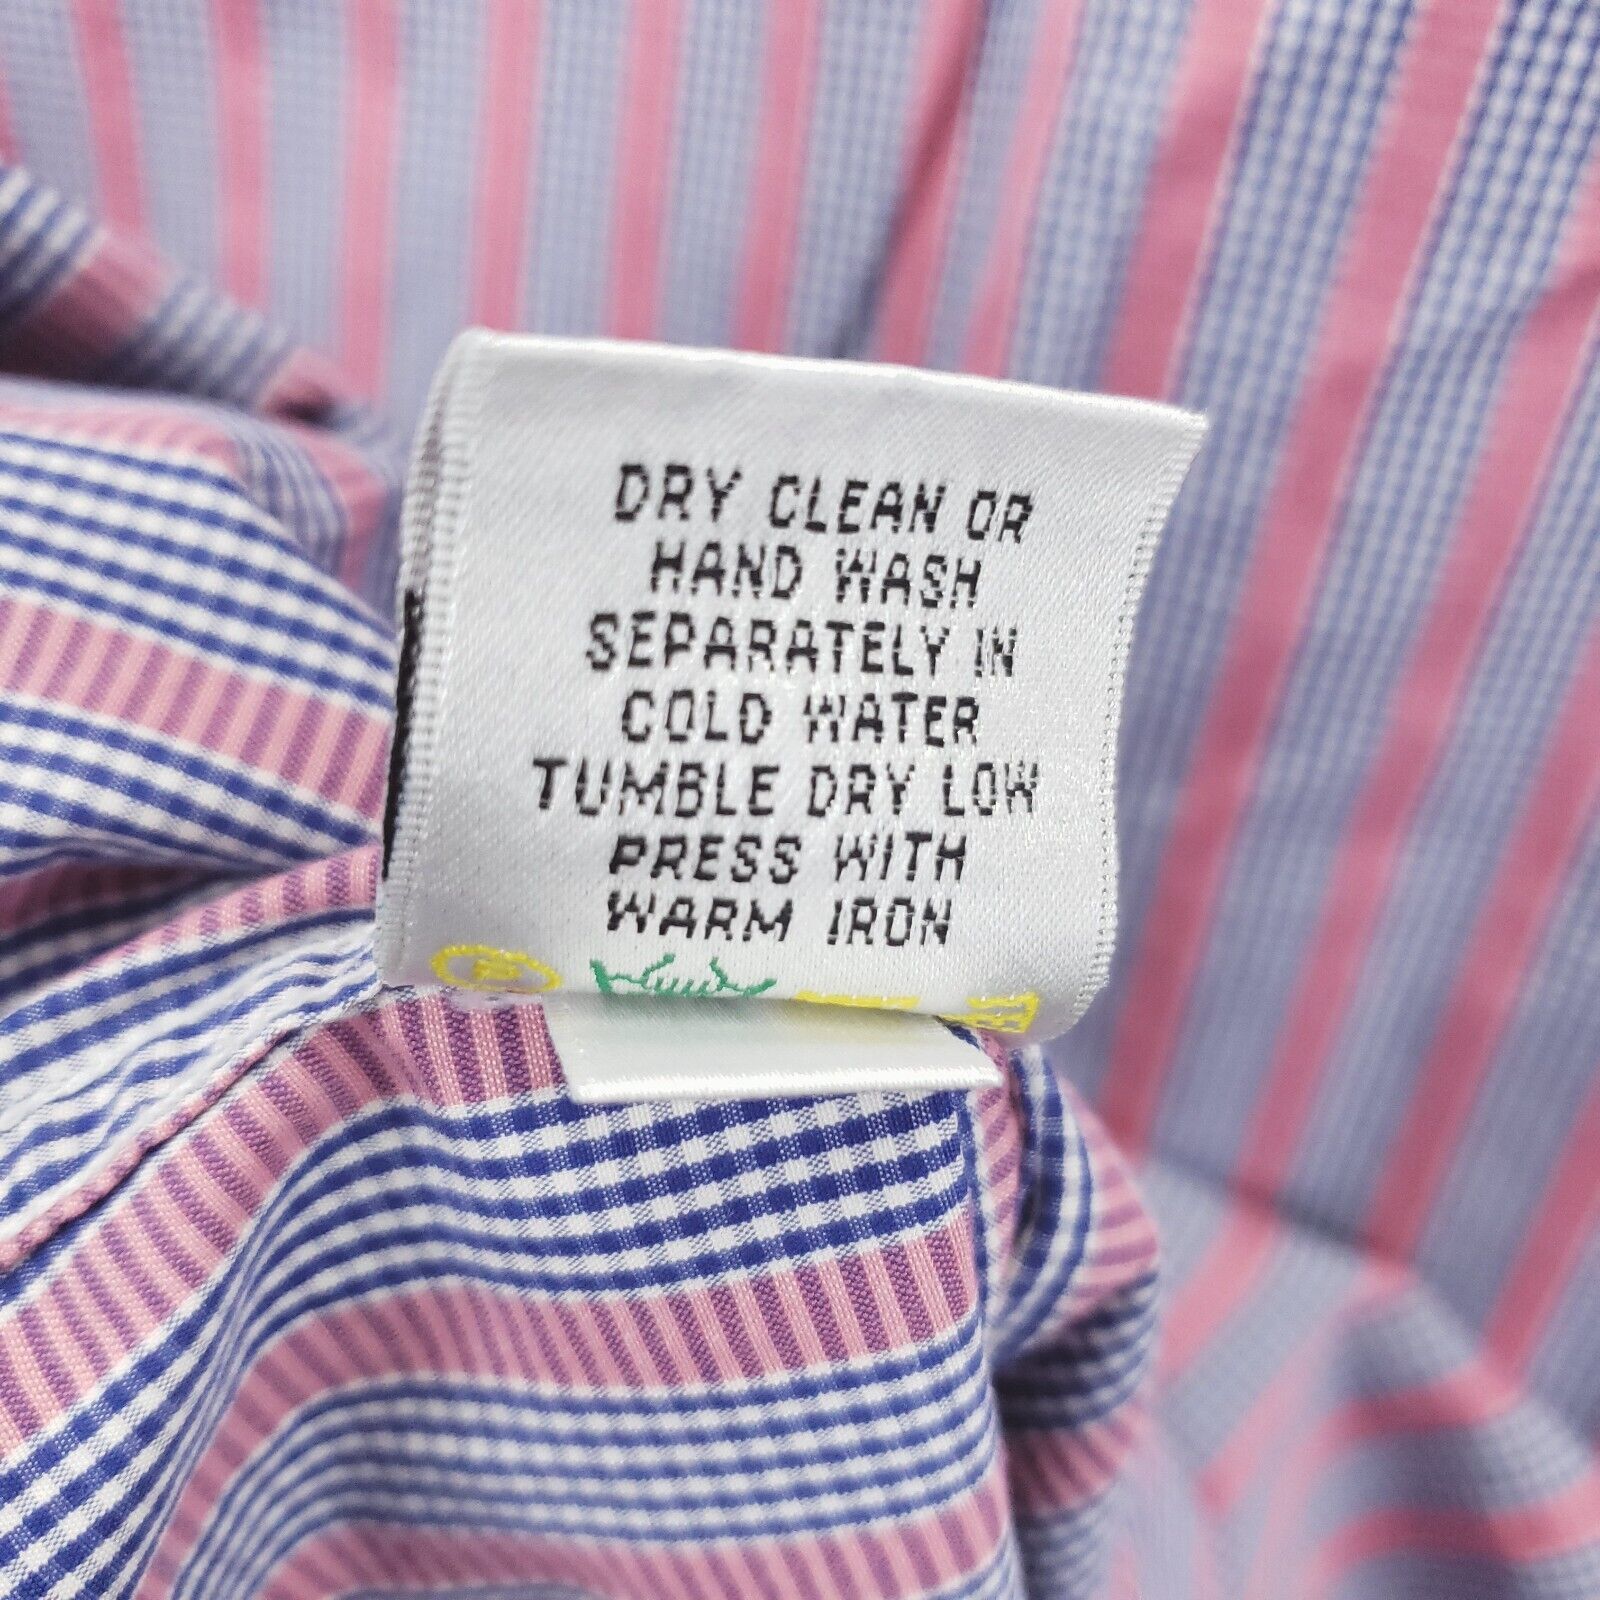 DRY CLEAN OR
HAND WASH
SEPARATELY IN
COLD WATER
TUMBLE DRY LOW
PRESS WITH
WARM IRON